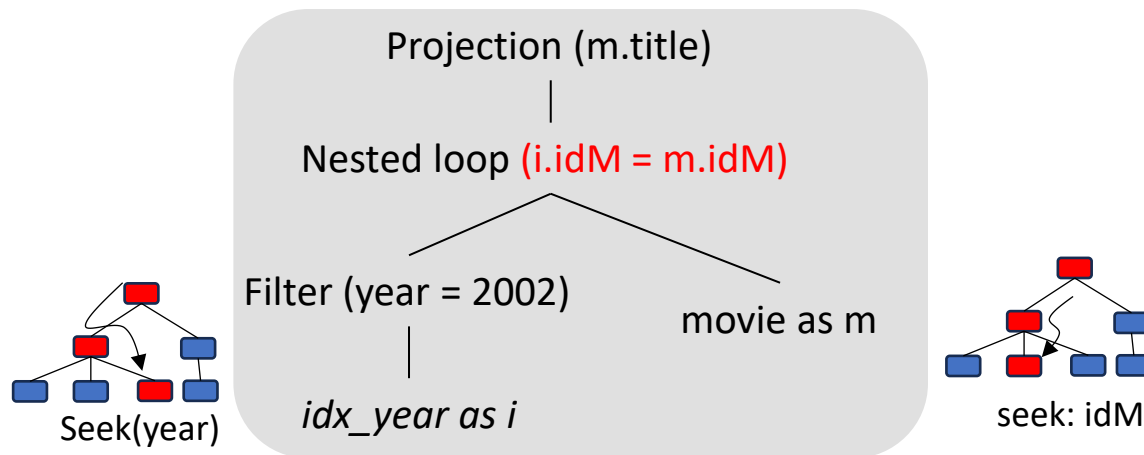 Projection (m.title)
Nested loop (i.idM = m.idM)
Filter (year = 2002)
movie as m
idx_year as i
Seek(year)
seek: idM